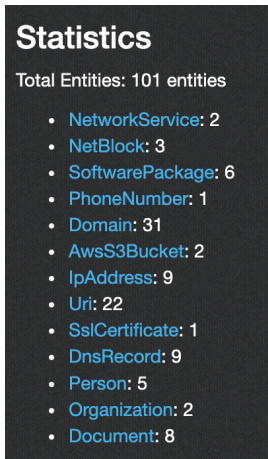 Statistics
Total Entities: 101 entities
• NetworkService: 2
• NetBlock: 3
• SoftwarePackage: 6
• PhoneNumber: 1
• Domain: 31
• AwsS3Bucket: 2
• IpAddress: 9
• Uri: 22
• SslCertificate: 1
• DnsRecord: 9
• Person: 5
• Organization: 2
• Document: 8